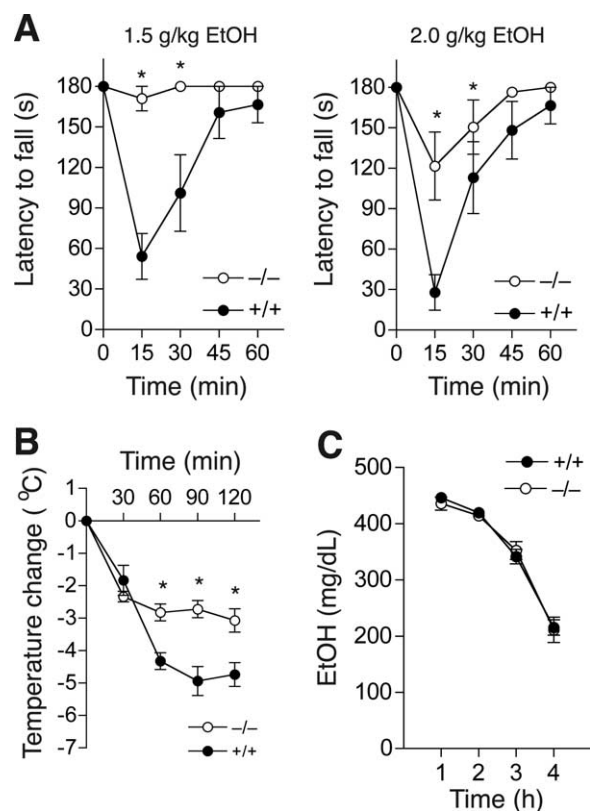 A
1.5 g/kg EtOH
Latency to fall (s)
180
150
120
90
60
30
0
* *
–/–
+/+
0 15 30 45 60
Time (min)
2.0 g/kg EtOH
Latency to fall (s)
180
150
120
90
60
30
0
* *
–/–
+/+
0 15 30 45 60
Time (min)
B
Time (min)
30 60 90 120
Temperature change ( °C)
1
0
-1
-2
-3
-4
-5
-6
-7
* * *
–/–
+/+
C
+/+
–/–
EtOH (mg/dL)
500
400
300
200
100
0
1 2 3 4
Time (h)